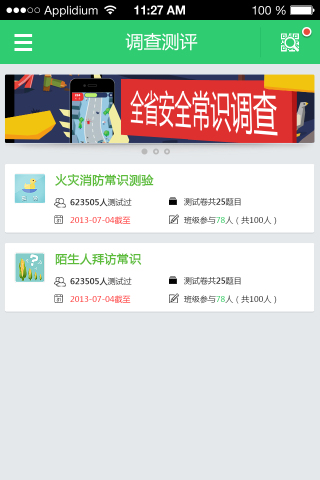 Applidium 11:27 AM 100 %
调查测评
全省安全常识调查
火灾消防常识测验
623505人测试过 测试卷共25题目
2013-07-04截至 班级参与78人（共100人）
陌生人拜访常识
623505人测试过 测试卷共25题目
2013-07-04截至 班级参与78人（共100人）